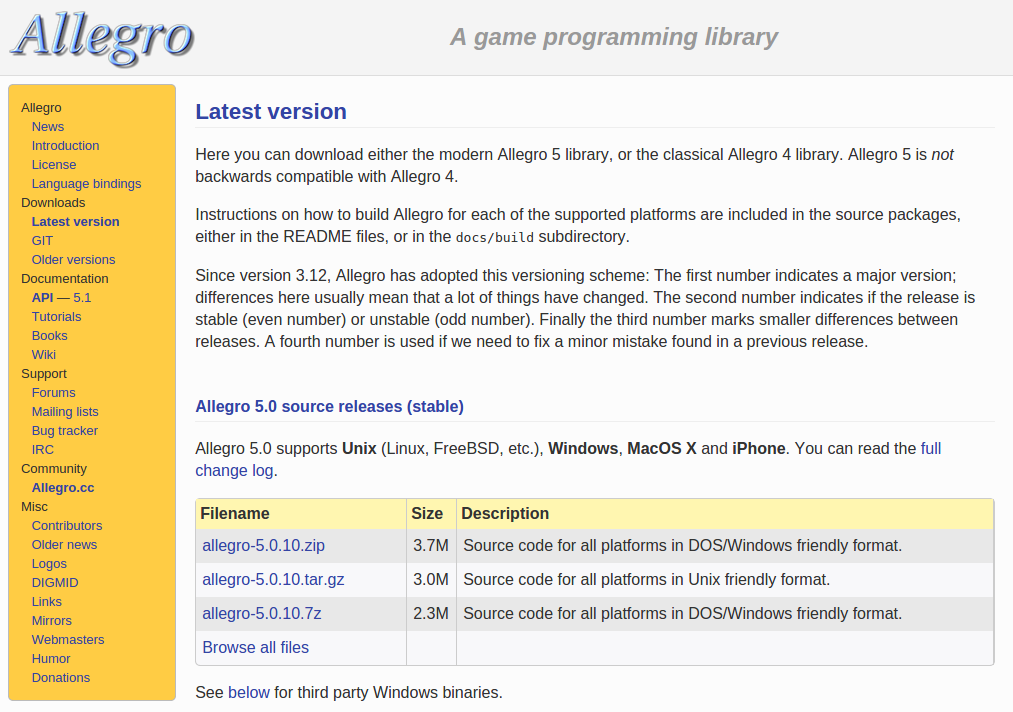 Allegro
A game programming library
Allegro
News
Introduction
License
Language bindings
Downloads
Latest version
GIT
Older versions
Documentation
API — 5.1
Tutorials
Books
Wiki
Support
Forums
Mailing lists
Bug tracker
IRC
Community
Allegro.cc
Misc
Contributors
Older news
Logos
DIGMID
Links
Mirrors
Webmasters
Humor
Donations
Latest version
Here you can download either the modern Allegro 5 library, or the classical Allegro 4 library. Allegro 5 is not
backwards compatible with Allegro 4.
Instructions on how to build Allegro for each of the supported platforms are included in the source packages,
either in the README files, or in the docs/build subdirectory.
Since version 3.12, Allegro has adopted this versioning scheme: The first number indicates a major version;
differences here usually mean that a lot of things have changed. The second number indicates if the release is
stable (even number) or unstable (odd number). Finally the third number marks smaller differences between
releases. A fourth number is used if we need to fix a minor mistake found in a previous release.
Allegro 5.0 source releases (stable)
Allegro 5.0 supports Unix (Linux, FreeBSD, etc.), Windows, MacOS X and iPhone. You can read the full
change log.
Filename Size Description
allegro-5.0.10.zip 3.7M Source code for all platforms in DOS/Windows friendly format.
allegro-5.0.10.tar.gz 3.0M Source code for all platforms in Unix friendly format.
allegro-5.0.10.7z 2.3M Source code for all platforms in DOS/Windows friendly format.
Browse all files
See below for third party Windows binaries.